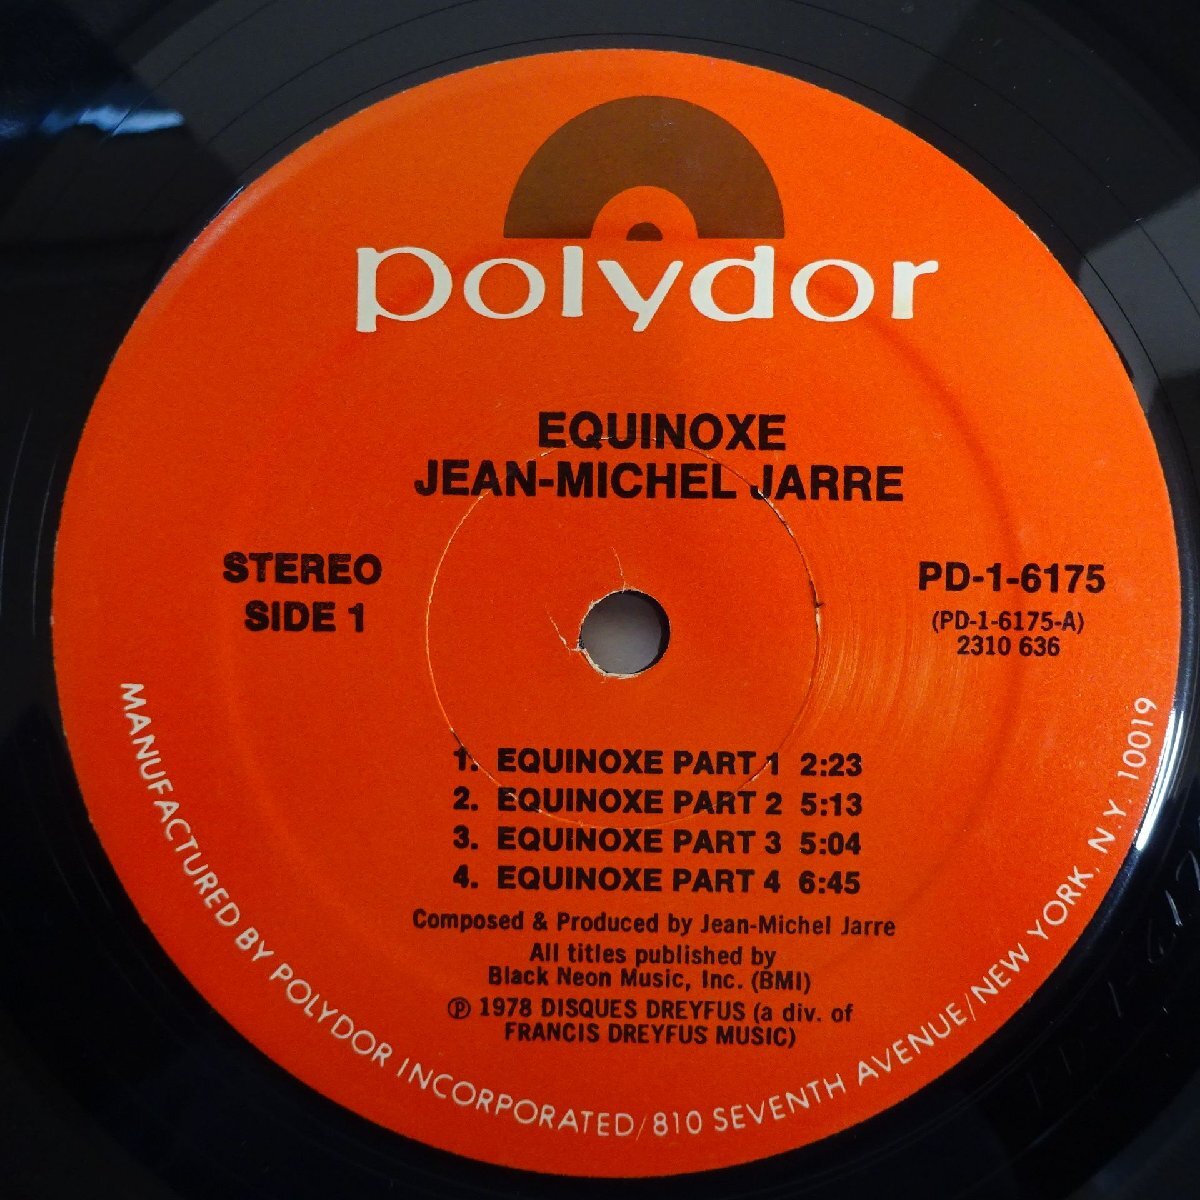 polydor
EQUINOXE
JEAN-MICHEL JARRE
STEREO
SIDE 1
PD-1-6175
(PD-1-6175-A)
2310 636
1. EQUINOXE PART 1 2:23
2. EQUINOXE PART 2 5:13
3. EQUINOXE PART 3 5:04
4. EQUINOXE PART 4 6:45
Composed & Produced by Jean-Michel Jarre
All titles published by
Black Neon Music, Inc. (BMI)
℗ 1978 DISQUES DREYFUS (a div. of
FRANCIS DREYFUS MUSIC)
MANUFACTURED BY POLYDOR INCORPORATED/810 SEVENTH AVENUE/NEW YORK, N.Y. 10019